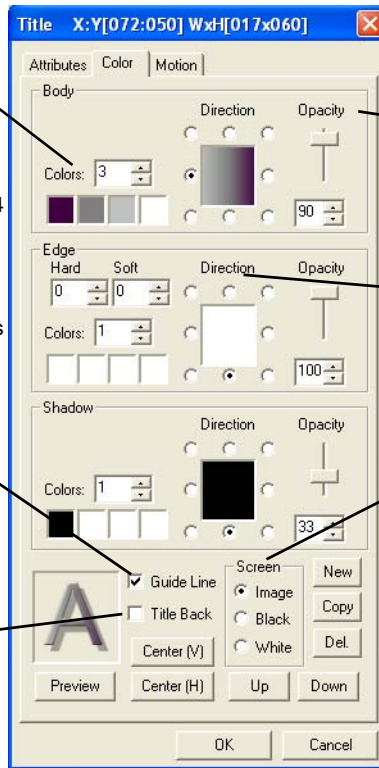 Title X:Y[072:050] WxH[017x060]
Attributes Color Motion
Body
Direction Opacity
Colors: 3
4
90
Edge
Hard Soft Direction Opacity
0 0
s
Colors: 1
100
Shadow
Direction Opacity
Colors: 1
33
Guide Line Screen New
Image
Title Back Black Copy
A
Center (V) White Del.
Preview Center (H) Up Down
OK Cancel